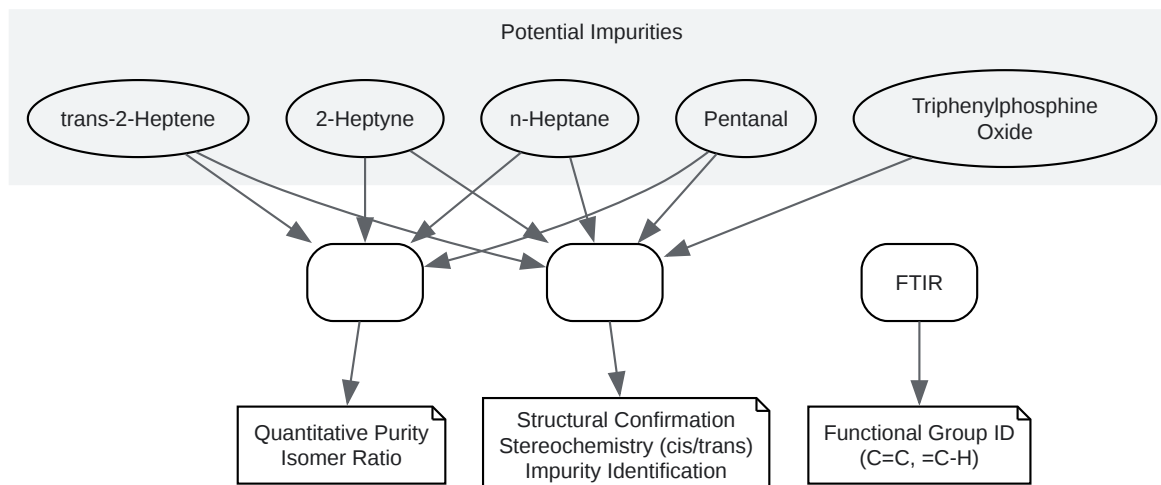 Potential Impurities
trans-2-Heptene
2-Heptyne
n-Heptane
Pentanal
Triphenylphosphine
Oxide
FTIR
Quantitative Purity
Isomer Ratio
Structural Confirmation
Stereochemistry (cis/trans)
Impurity Identification
Functional Group ID
(C=C, =C-H)